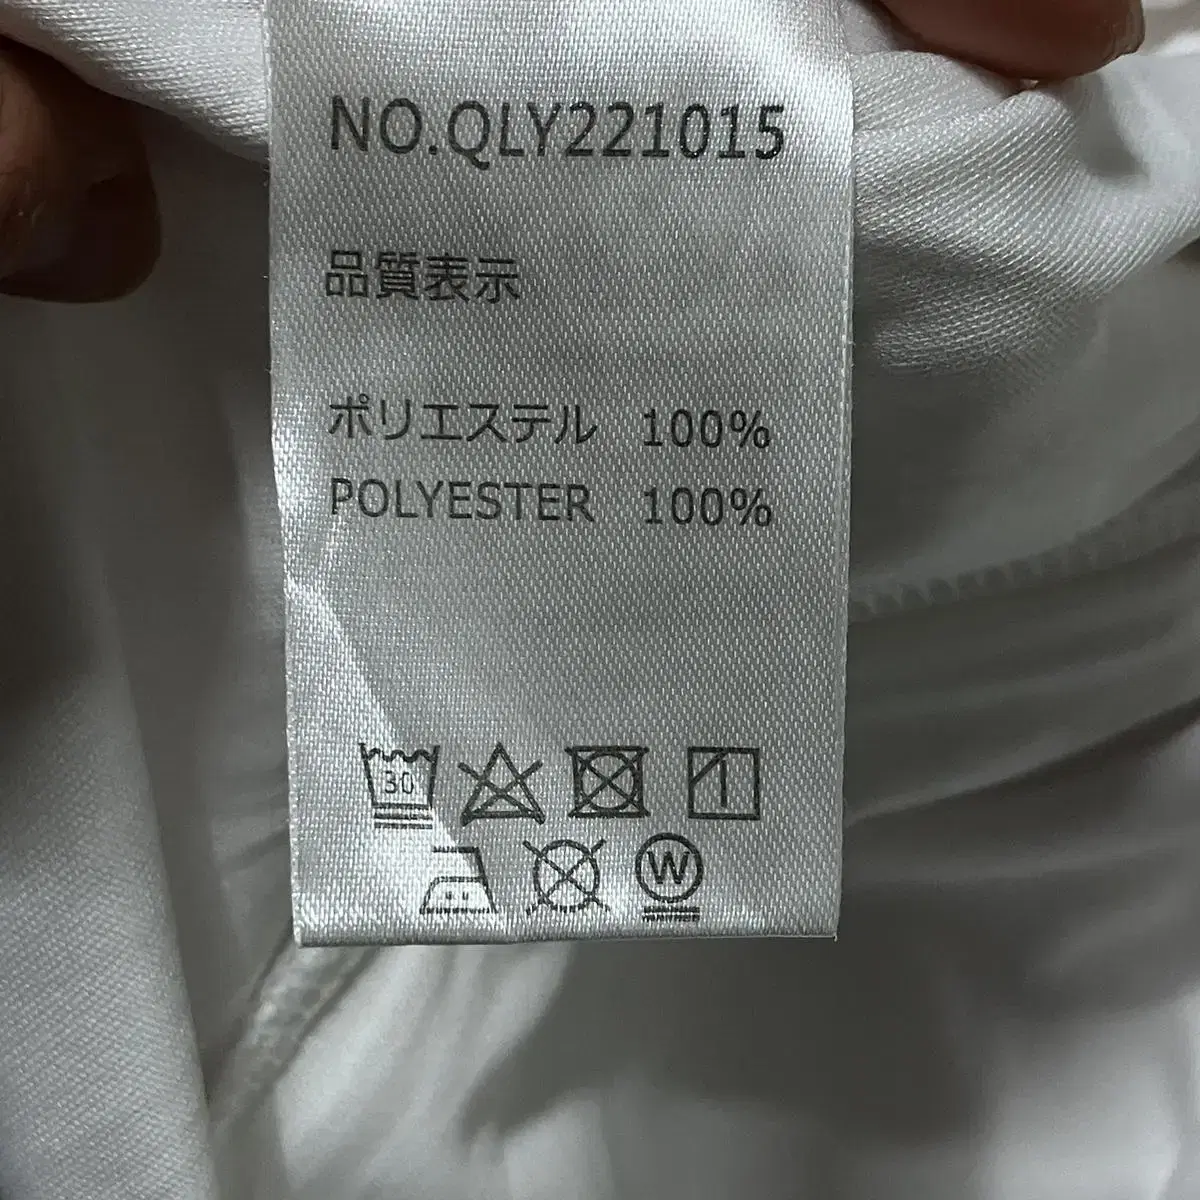 NO.QLY221015
品質表示
ポリエステル 100%
POLYESTER 100%
30
W